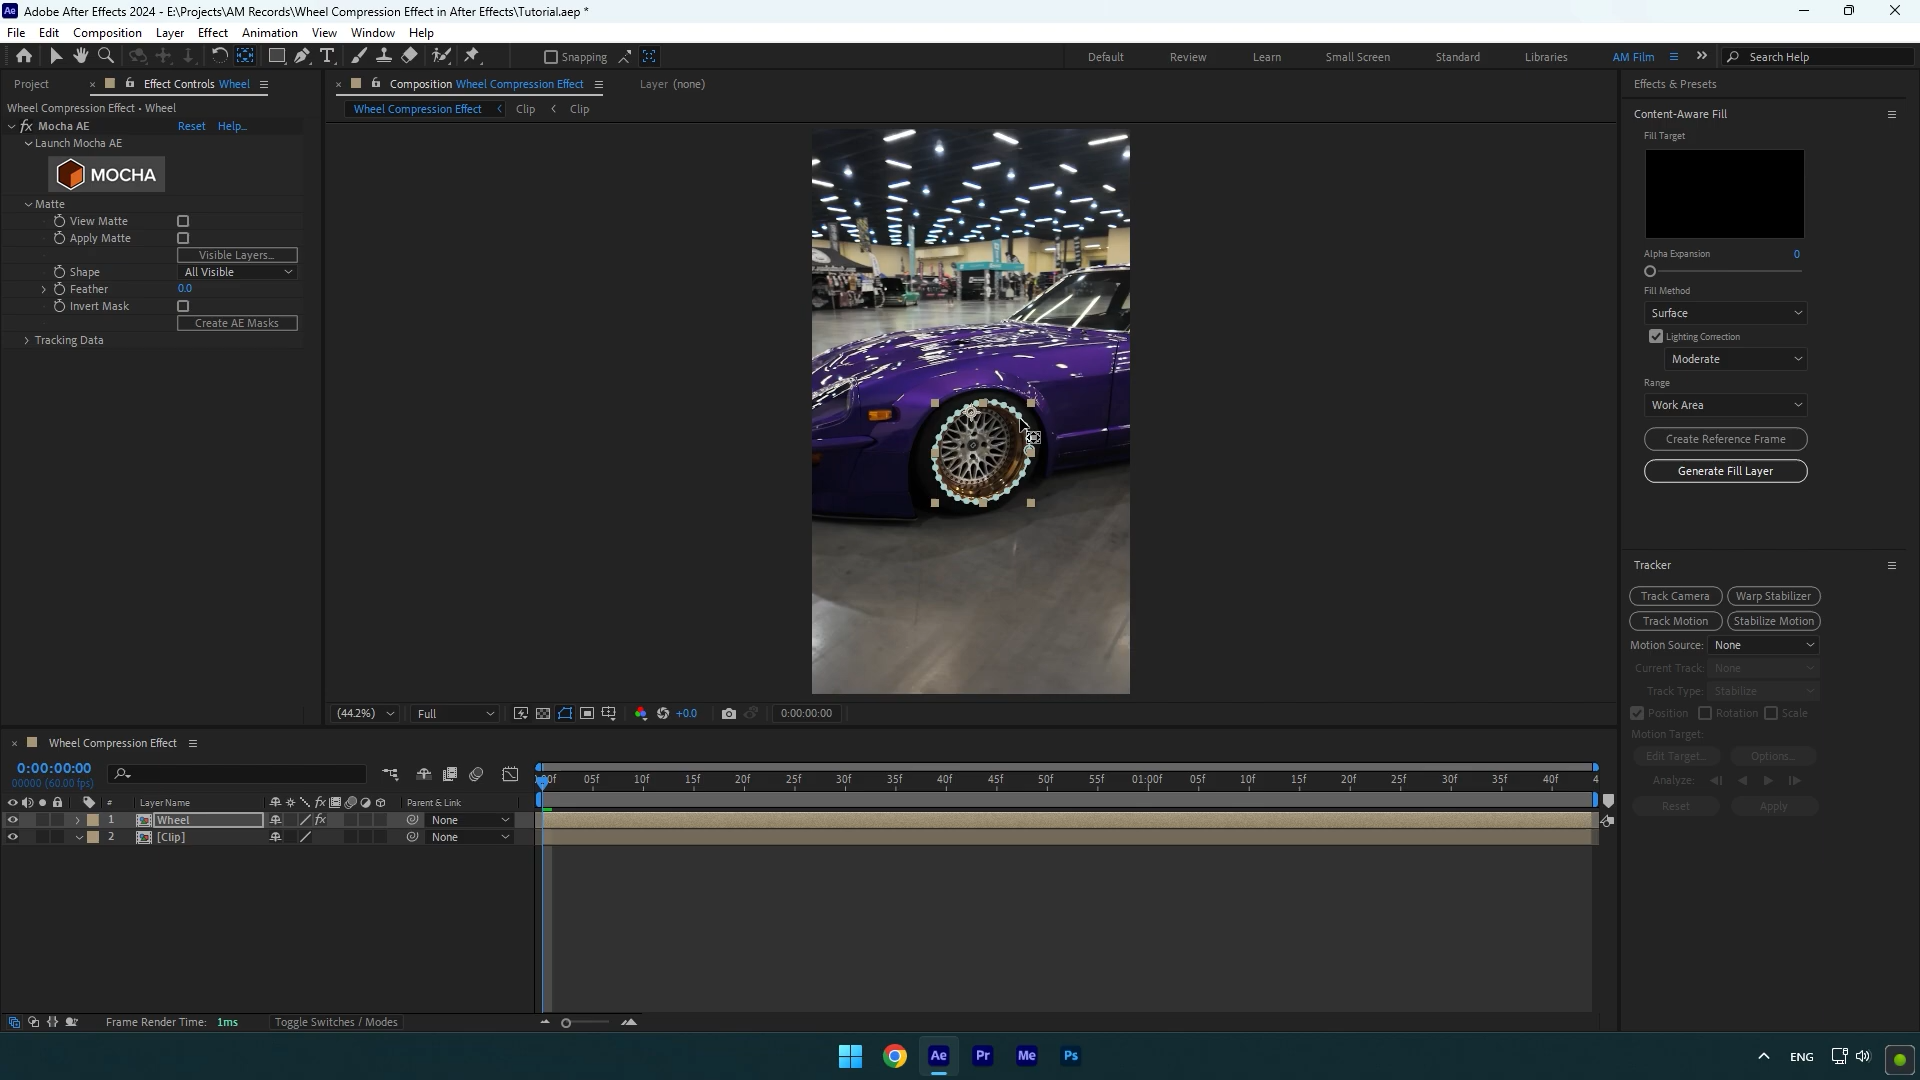 Adobe After Effects 2024 - E:\Projects\AM Records\Wheel Compression Effect in After Effects\Tutorial.aep *
File Edit Composition Layer Effect Animation View Window Help
Snapping Default Review Learn Small Screen Standard Libraries AM Film Search Help
Project Effect Controls Wheel Composition Wheel Compression Effect Layer (none) Effects & Presets
Wheel Compression Effect • Wheel
Wheel Compression Effect Clip Clip
fx Mocha AE Reset Help...
Launch Mocha AE
MOCHA
Matte
View Matte
Apply Matte
Visible Layers...
Shape All Visible
Feather 0.0
Invert Mask
Create AE Masks
Tracking Data
Content-Aware Fill
Fill Target
Alpha Expansion 0
Fill Method
Surface
Lighting Correction
Moderate
Range
Work Area
Create Reference Frame
Generate Fill Layer
Tracker
Track Camera Warp Stabilizer
Track Motion Stabilize Motion
Motion Source: None
Current Track: None
Track Type: Stabilize
Position Rotation Scale
Motion Target:
Edit Target... Options...
Analyze:
Reset Apply
(44.2%) Full +0.0 0:00:00:00
Wheel Compression Effect
0:00:00:00
00000 (60.00 fps)
00f 05f 10f 15f 20f 25f 30f 35f 40f 45f 50f 55f 01:00f 05f 10f 15f 20f 25f 30f 35f 40f 4
# Layer Name fx Parent & Link
1 Wheel fx None
2 [Clip] None
Frame Render Time: 1ms Toggle Switches / Modes
Ae Pr Me Ps ENG